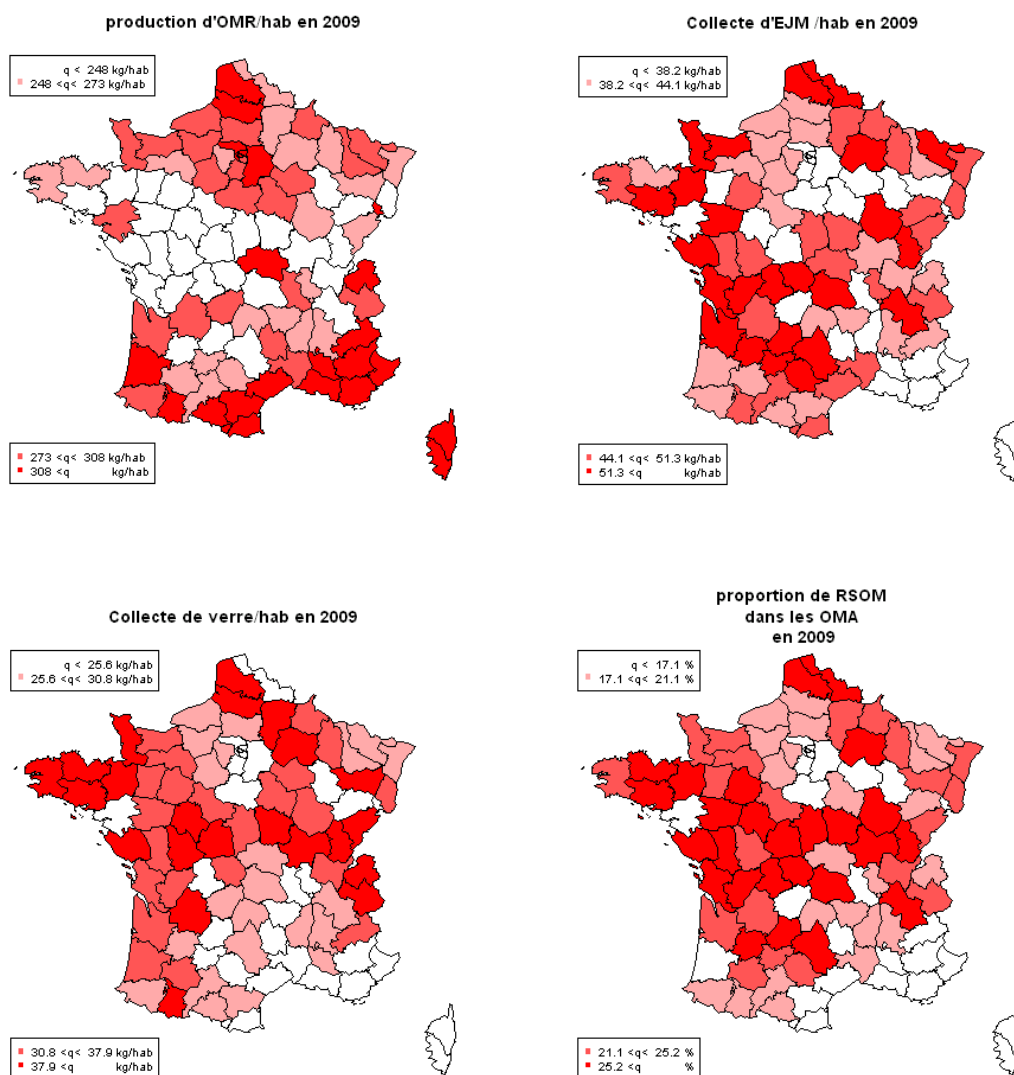 production d'OMR/hab en 2009
q < 248 kg/hab
248 <q< 273 kg/hab
273 <q< 308 kg/hab
308 <q kg/hab
Collecte d'EJM /hab en 2009
q < 38.2 kg/hab
38.2 <q< 44.1 kg/hab
44.1 <q< 51.3 kg/hab
51.3 <q kg/hab
Collecte de verre/hab en 2009
q < 25.6 kg/hab
25.6 <q< 30.8 kg/hab
30.8 <q< 37.9 kg/hab
37.9 <q kg/hab
proportion de RSOM
dans les OMA
en 2009
q < 17.1 %
17.1 <q< 21.1 %
21.1 <q< 25.2 %
25.2 <q %